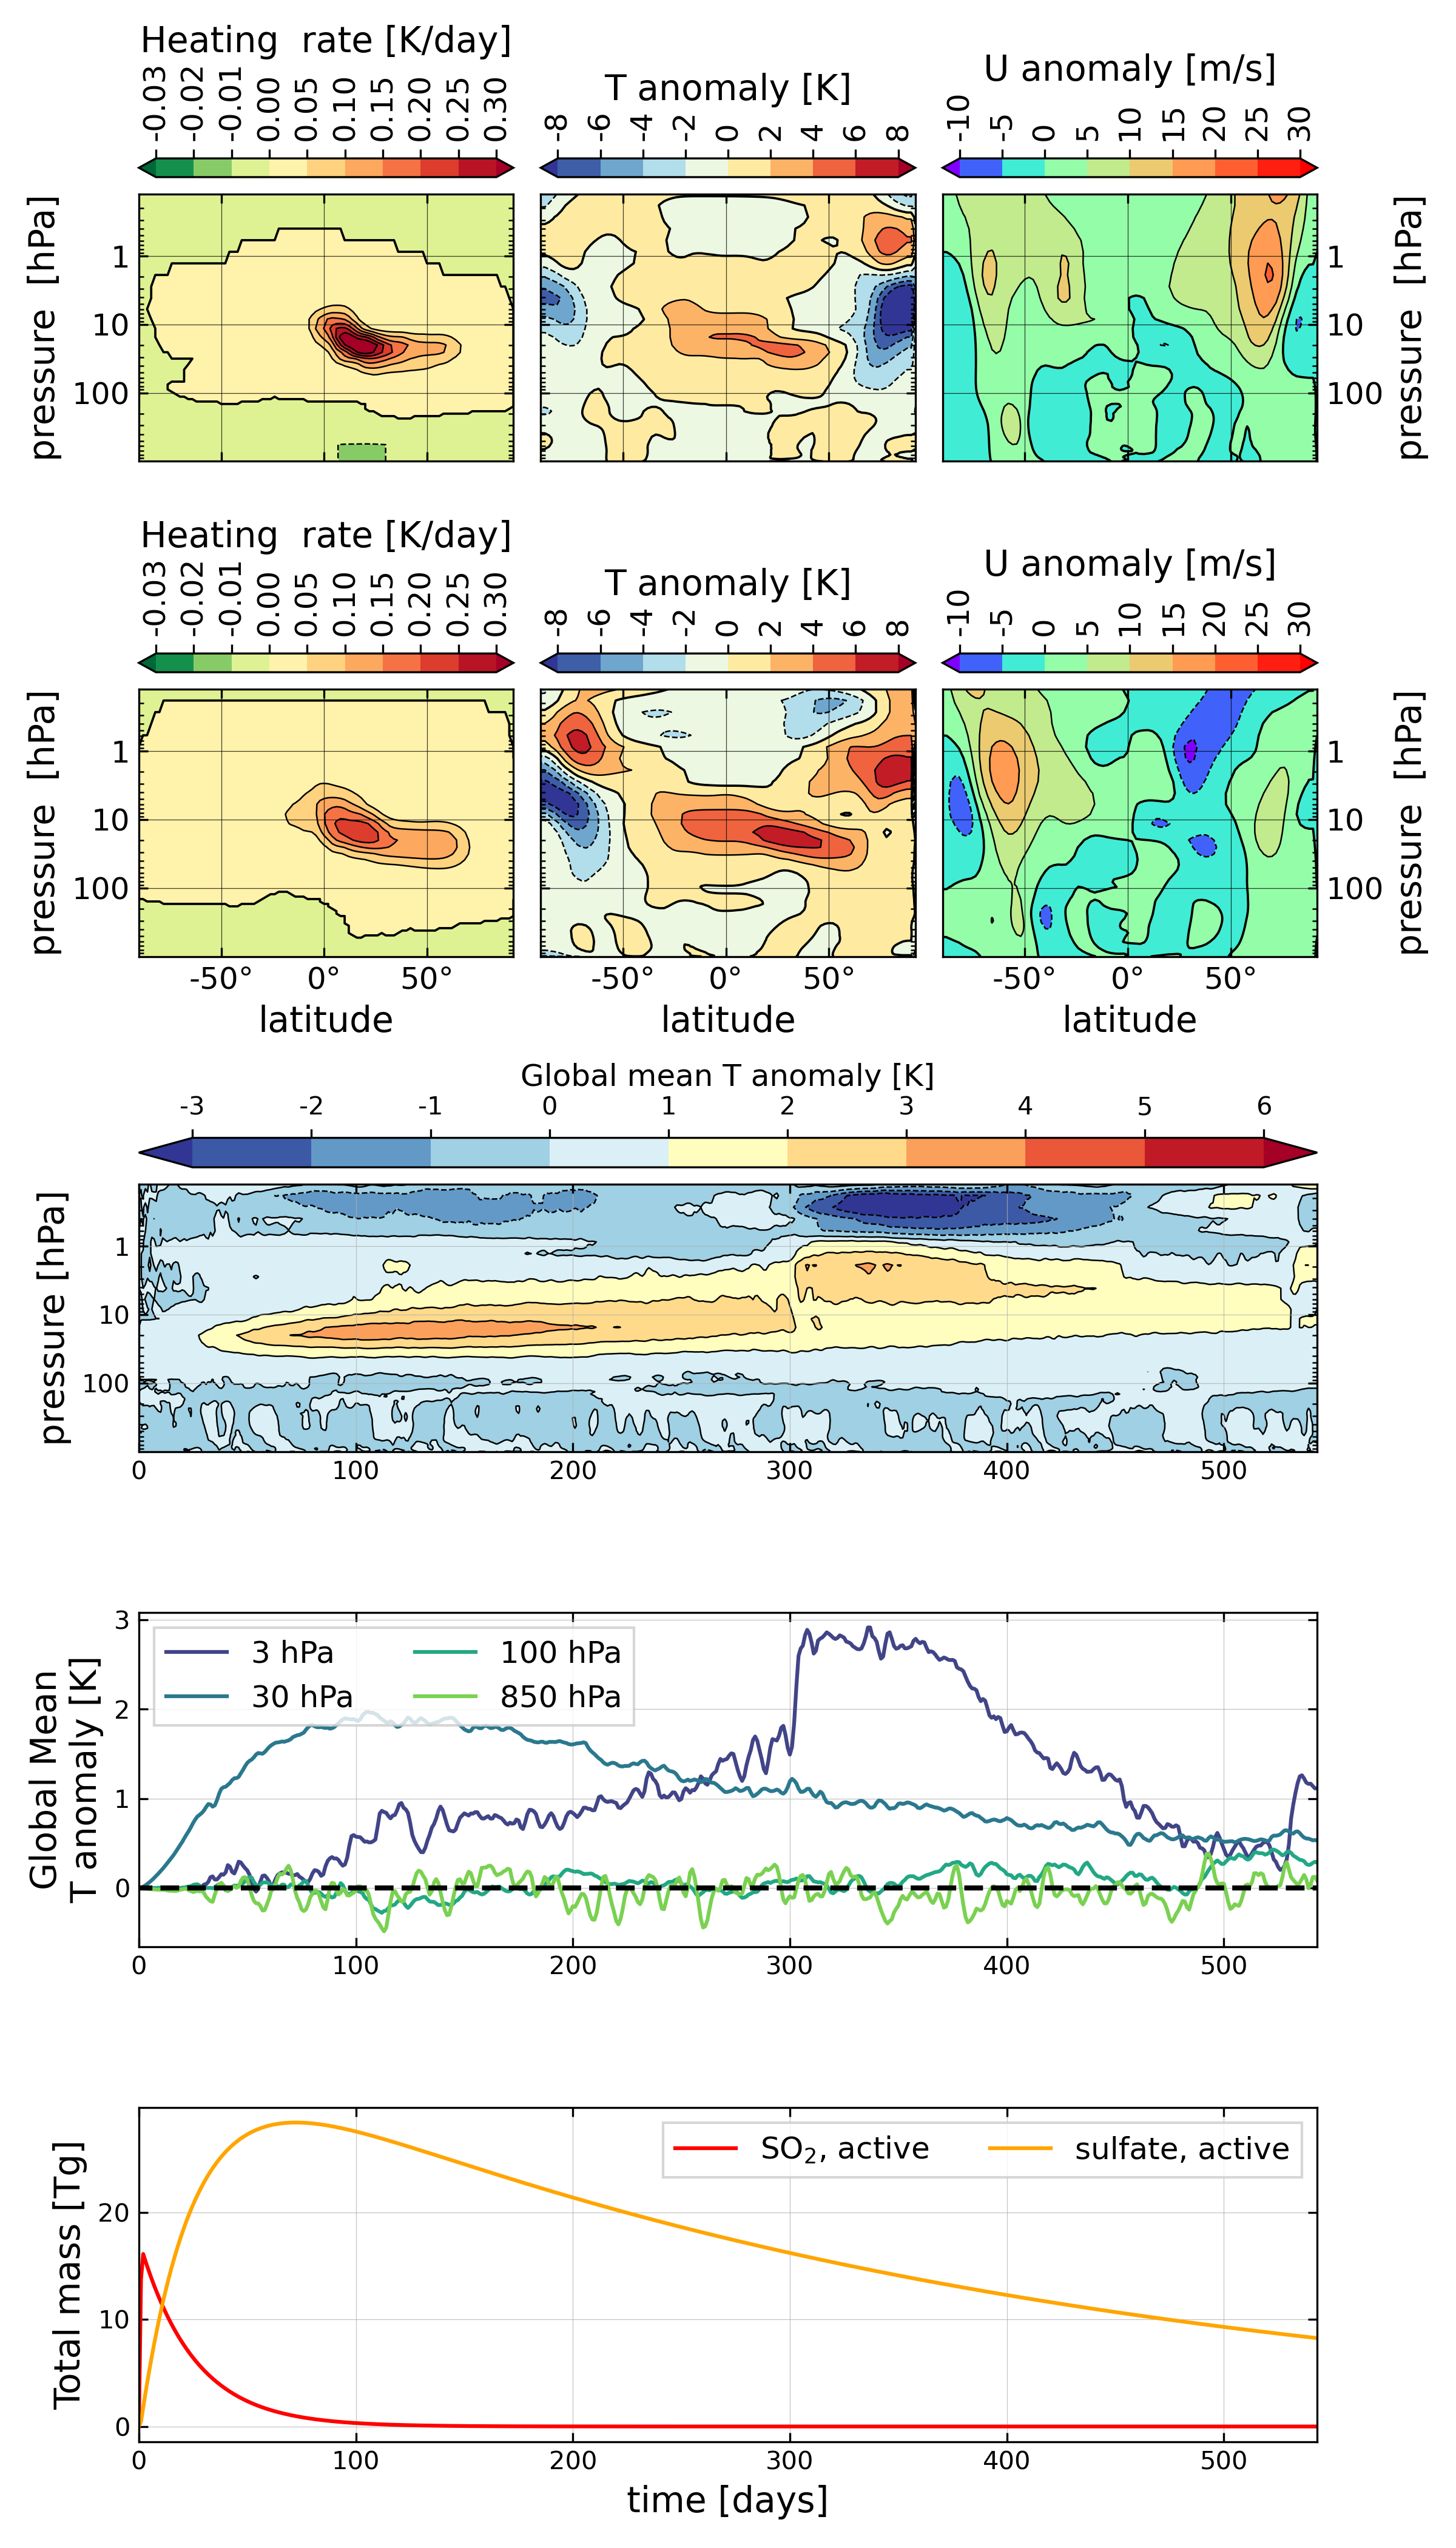 Heating rate [K/day]
-0.03 -0.02 -0.01 0.00 0.05 0.10 0.15 0.20 0.25 0.30
T anomaly [K]
-8 -6 -4 -2 0 2 4 6 8
U anomaly [m/s]
-10 -5 0 5 10 15 20 25 30
pressure [hPa]
1
10
100
1
10
100
pressure [hPa]
Heating rate [K/day]
-0.03 -0.02 -0.01 0.00 0.05 0.10 0.15 0.20 0.25 0.30
T anomaly [K]
-8 -6 -4 -2 0 2 4 6 8
U anomaly [m/s]
-10 -5 0 5 10 15 20 25 30
pressure [hPa]
1
10
100
1
10
100
pressure [hPa]
-50° 0° 50°
latitude
-50° 0° 50°
latitude
-50° 0° 50°
latitude
Global mean T anomaly [K]
-3 -2 -1 0 1 2 3 4 5 6
pressure [hPa]
1
10
100
0 100 200 300 400 500
Global Mean
T anomaly [K]
3
2
1
0
3 hPa
30 hPa
100 hPa
850 hPa
0 100 200 300 400 500
Total mass [Tg]
20
10
0
SO₂, active
sulfate, active
0 100 200 300 400 500
time [days]